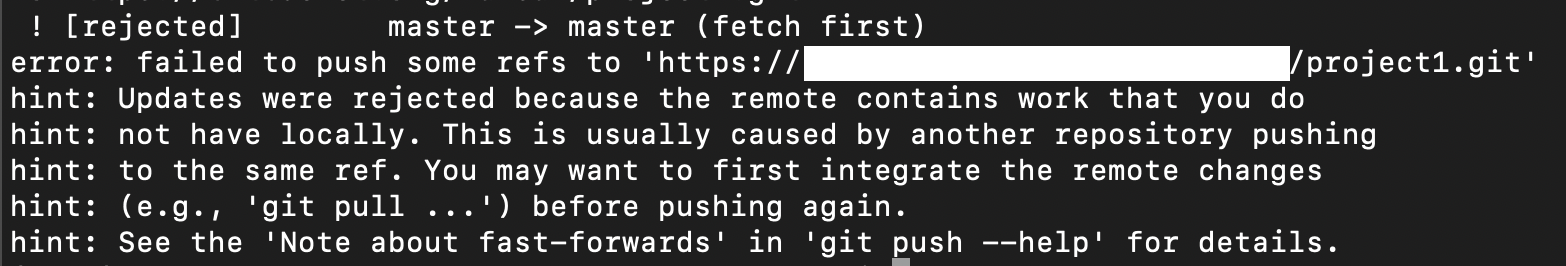 ! [rejected]        master -> master (fetch first)
error: failed to push some refs to 'https:///project1.git'
hint: Updates were rejected because the remote contains work that you do
hint: not have locally. This is usually caused by another repository pushing
hint: to the same ref. You may want to first integrate the remote changes
hint: (e.g., 'git pull ...') before pushing again.
hint: See the 'Note about fast-forwards' in 'git push --help' for details.